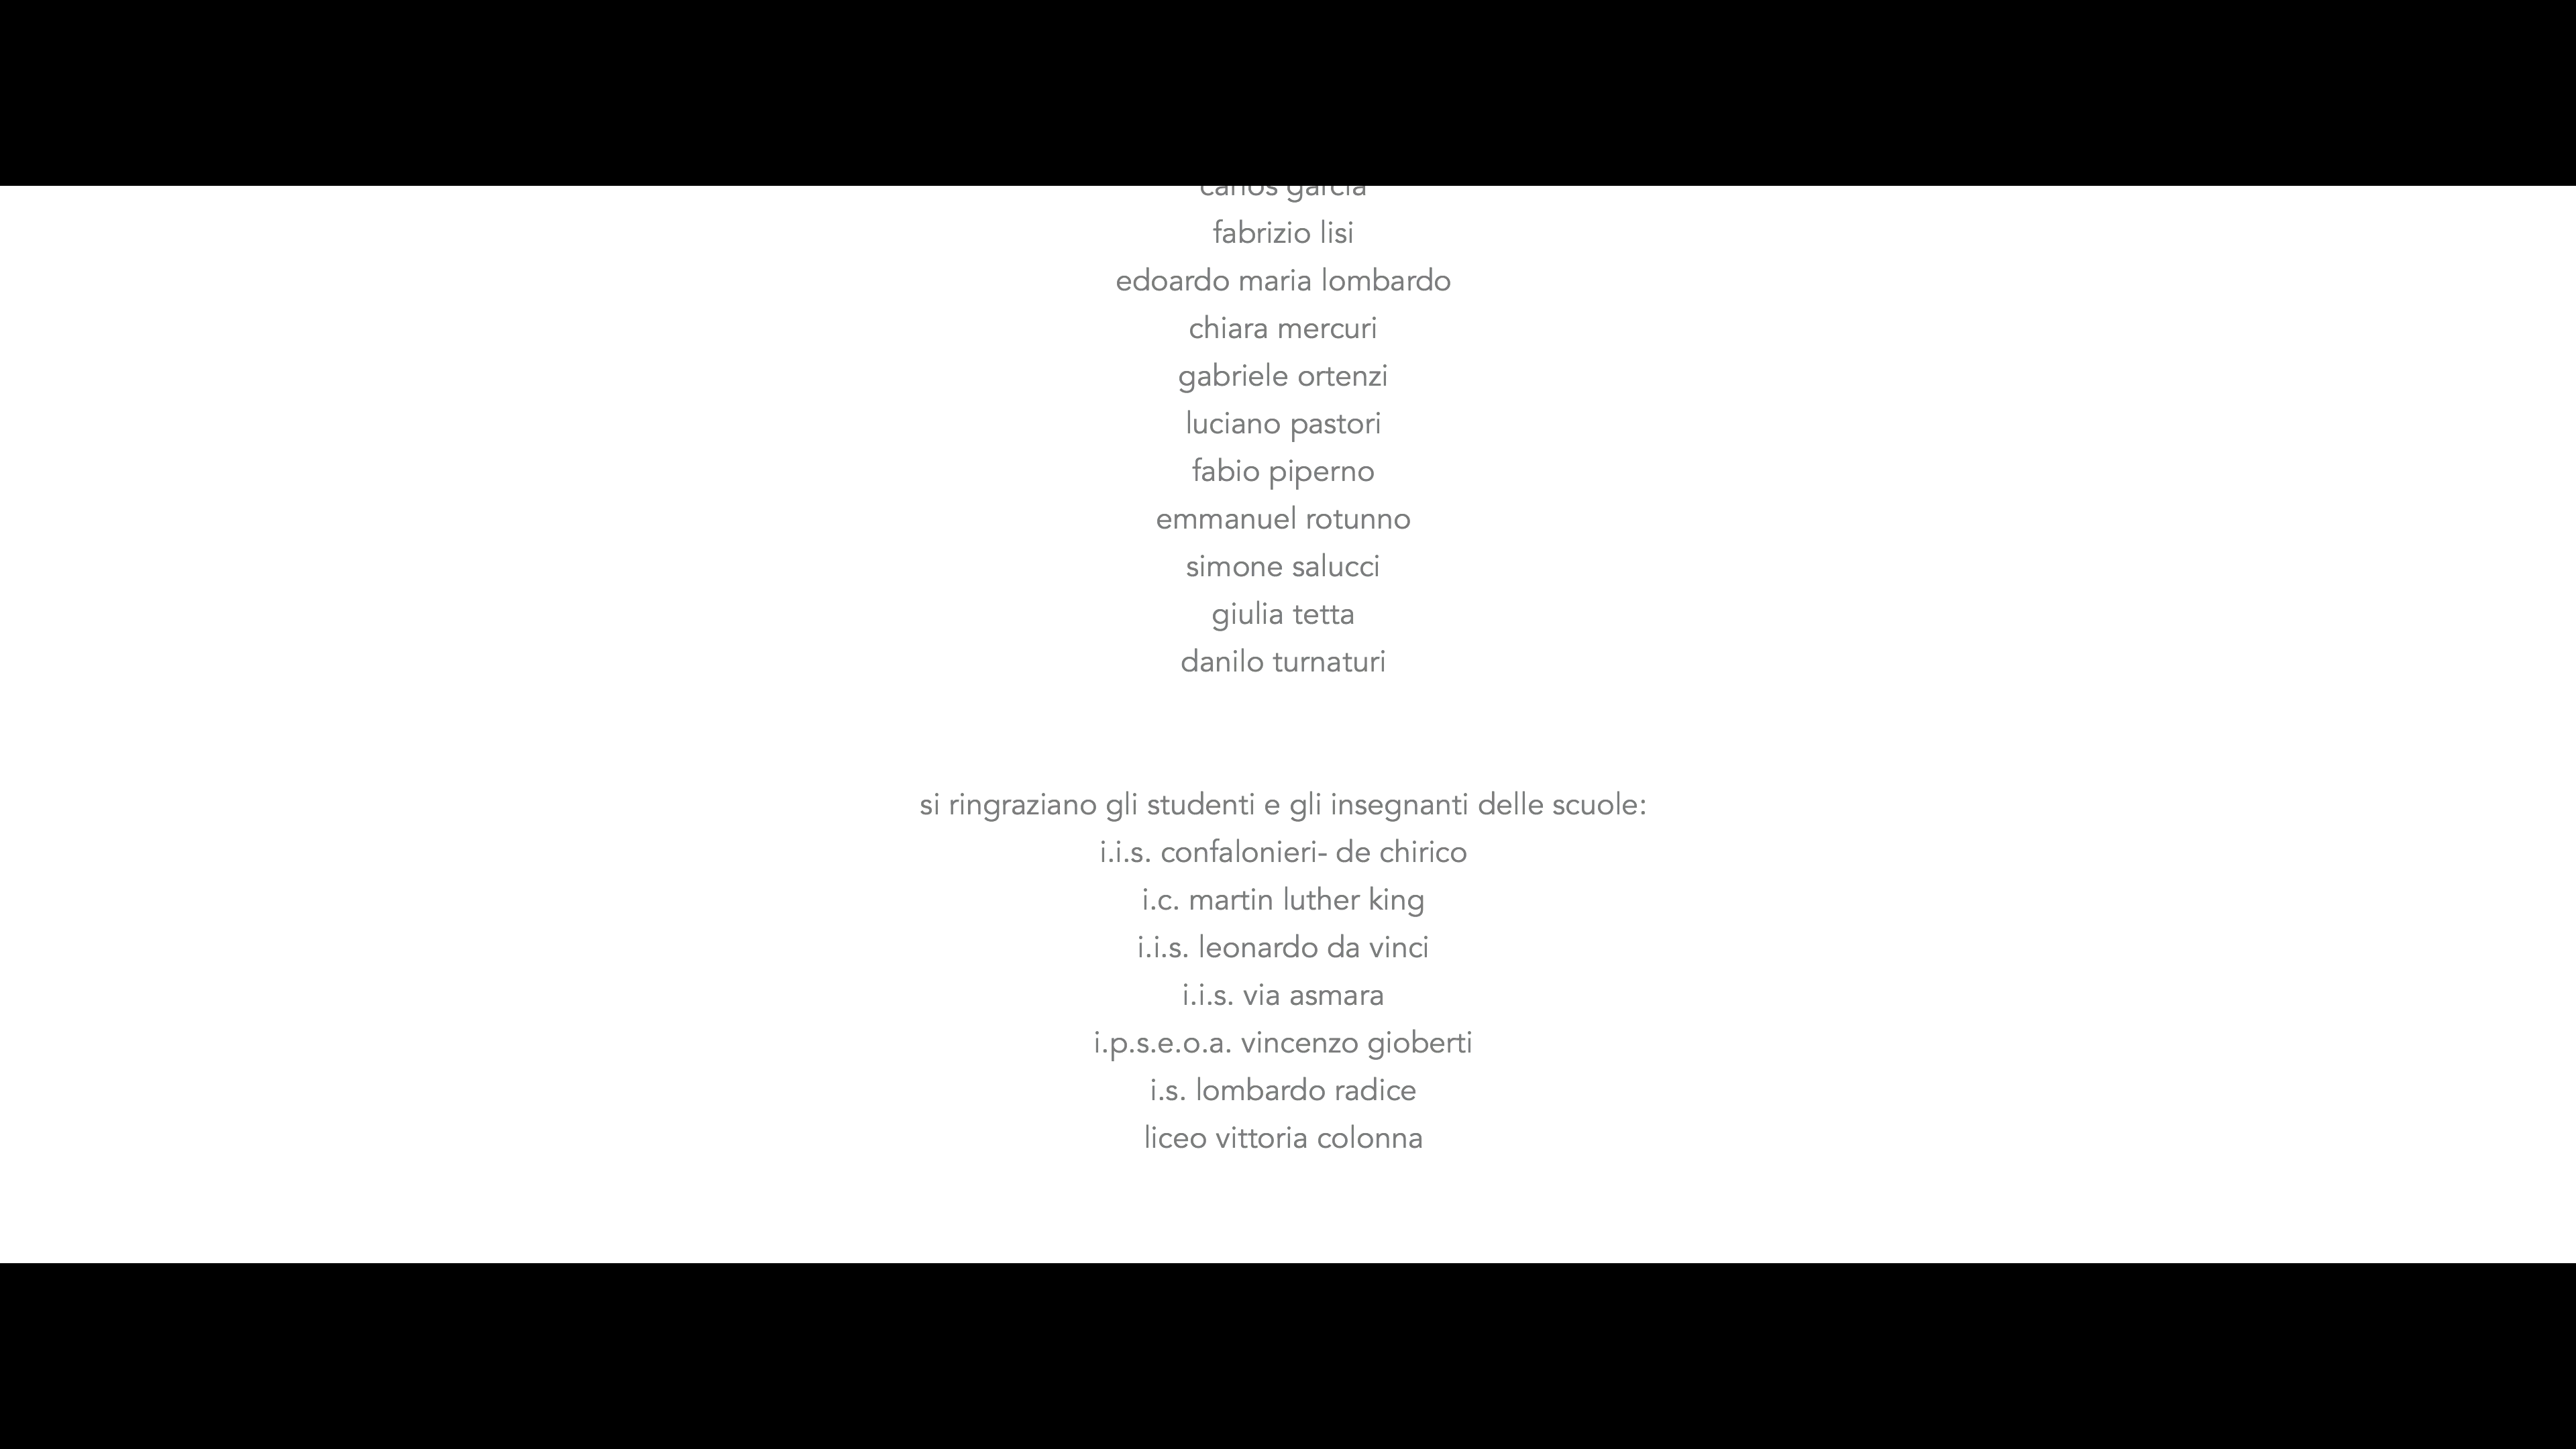 carlos garcia
fabrizio lisi
edoardo maria lombardo
chiara mercuri
gabriele ortenzi
luciano pastori
fabio piperno
emmanuel rotunno
simone salucci
giulia tetta
danilo turnaturi
si ringraziano gli studenti e gli insegnanti delle scuole:
i.i.s. confalonieri- de chirico
i.c. martin luther king
i.i.s. leonardo da vinci
i.i.s. via asmara
i.p.s.e.o.a. vincenzo gioberti
i.s. lombardo radice
liceo vittoria colonna